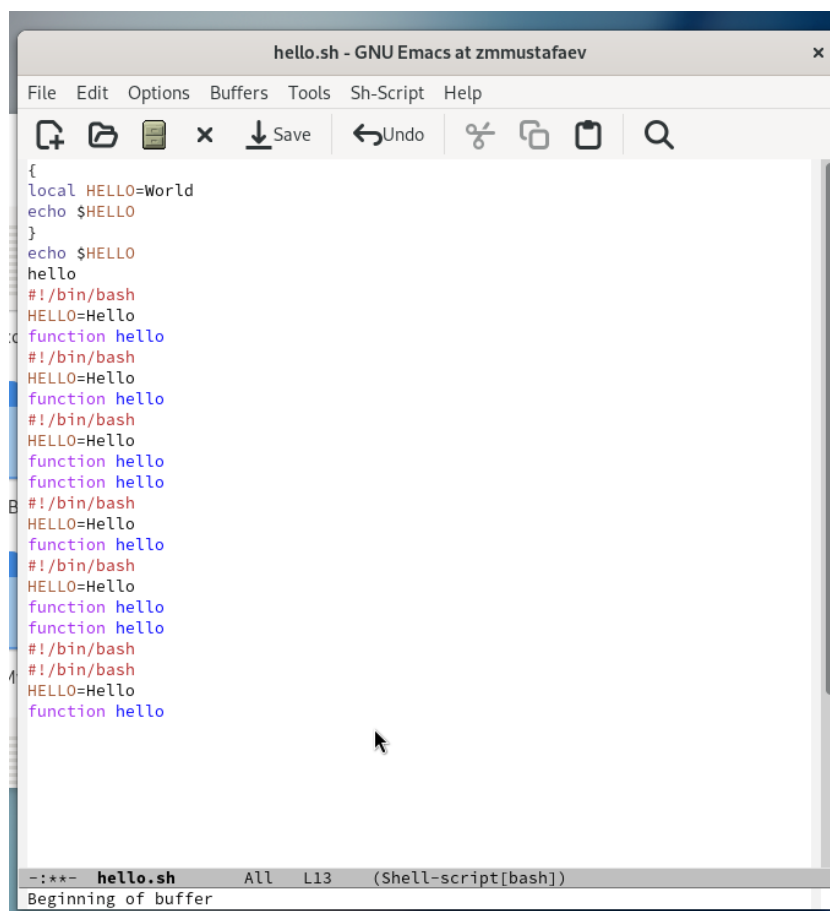 hello.sh - GNU Emacs at zmmustafaev
File Edit Options Buffers Tools Sh-Script Help
Save Undo
{
local HELLO=World
echo $HELLO
}
echo $HELLO
hello
#!/bin/bash
HELLO=Hello
function hello
#!/bin/bash
HELLO=Hello
function hello
#!/bin/bash
HELLO=Hello
function hello
function hello
#!/bin/bash
HELLO=Hello
function hello
#!/bin/bash
HELLO=Hello
function hello
function hello
#!/bin/bash
#!/bin/bash
HELLO=Hello
function hello
-:**- hello.sh All L13 (Shell-script[bash])
Beginning of buffer